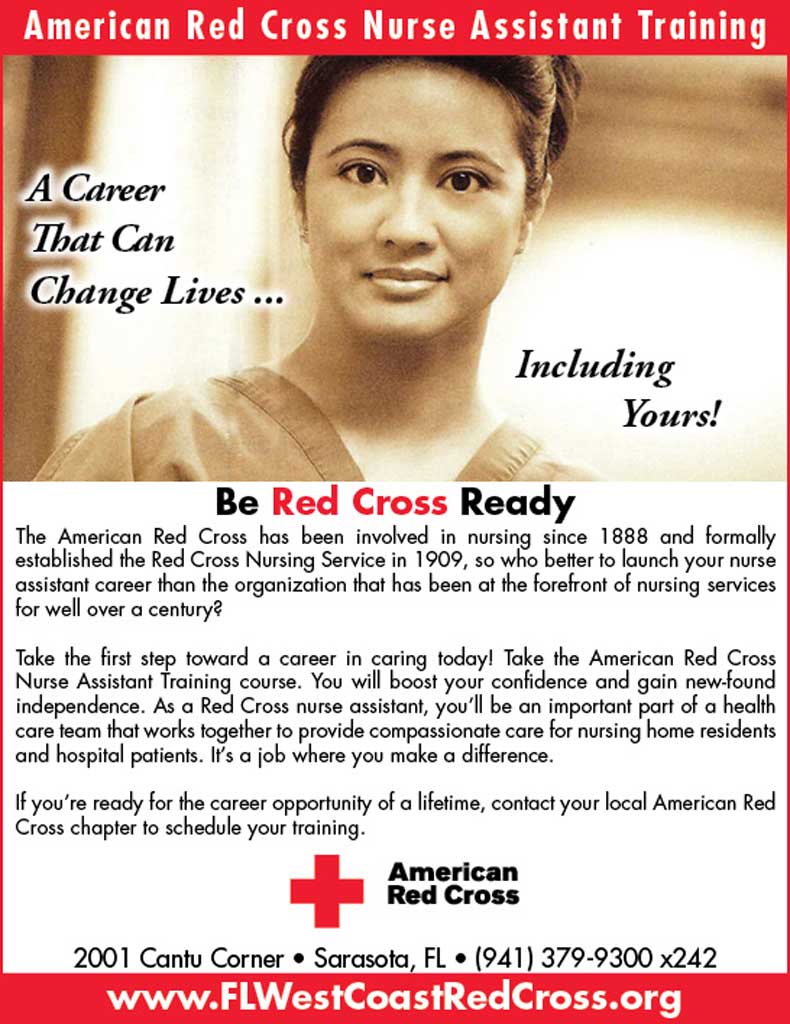 American Red Cross Nurse Assistant Training
A Career
That Can
Change Lives ...
Including
Yours!
Be Red Cross Ready
The American Red Cross has been involved in nursing since 1888 and formally
established the Red Cross Nursing Service in 1909, so who better to launch your nurse
assistant career than the organization that has been at the forefront of nursing services
for well over a century?
Take the first step toward a career in caring today! Take the American Red Cross
Nurse Assistant Training course. You will boost your confidence and gain new-found
independence. As a Red Cross nurse assistant, you'll be an important part of a health
care team that works together to provide compassionate care for nursing home residents
and hospital patients. It's a job where you make a difference.
If you're ready for the career opportunity of a lifetime, contact your local American Red
Cross chapter to schedule your training.
American
Red Cross
2001 Cantu Corner • Sarasota, FL • (941) 379-9300 x242
www.FLWestCoastRedCross.org